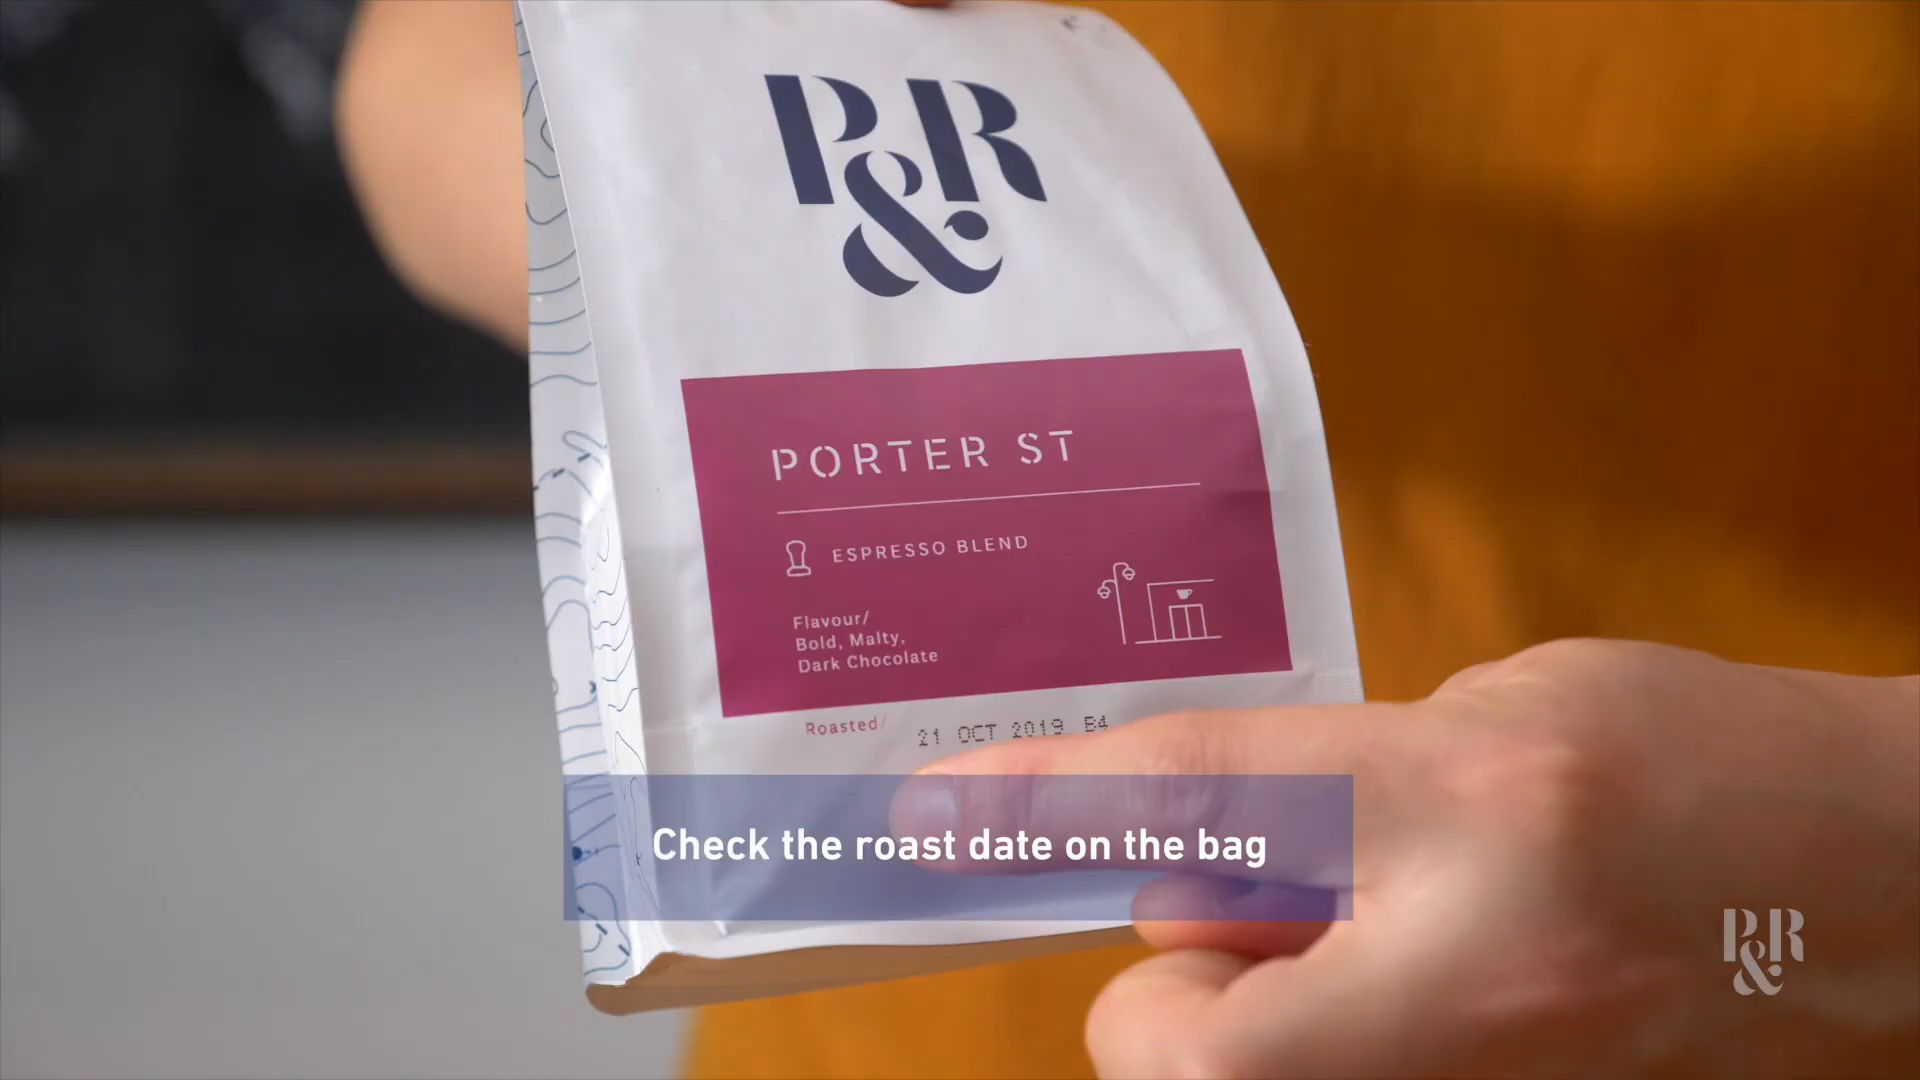 P&R
PORTER ST
ESPRESSO BLEND
Flavour/
Bold, Malty,
Dark Chocolate
Roasted/ 21 OCT 2019 B4
Check the roast date on the bag
P&R